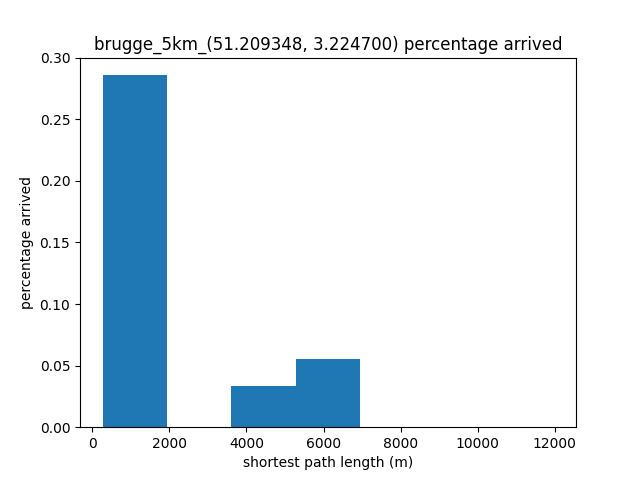 brugge_5km_(51.209348, 3.224700) percentage arrived
0.30
0.25
0.20
0.15
0.10
0.05
0.00
percentage arrived
0 2000 4000 6000 8000 10000 12000
shortest path length (m)